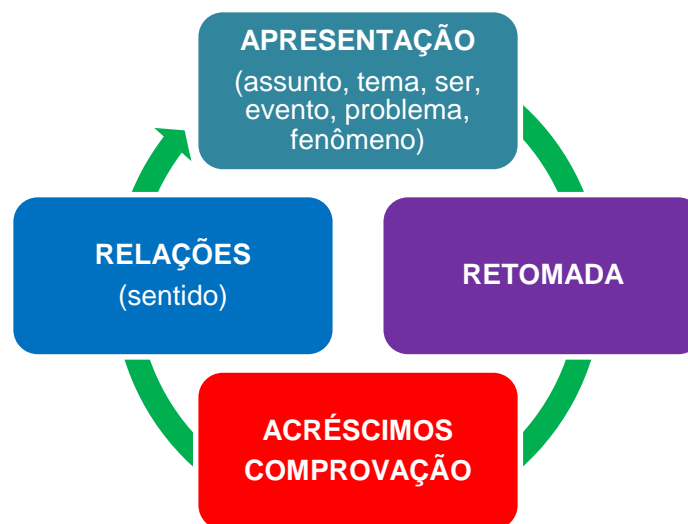 APRESENTAÇÃO
(assunto, tema, ser,
evento, problema,
fenômeno)
RELAÇÕES
(sentido)
RETOMADA
ACRÉSCIMOS
COMPROVAÇÃO